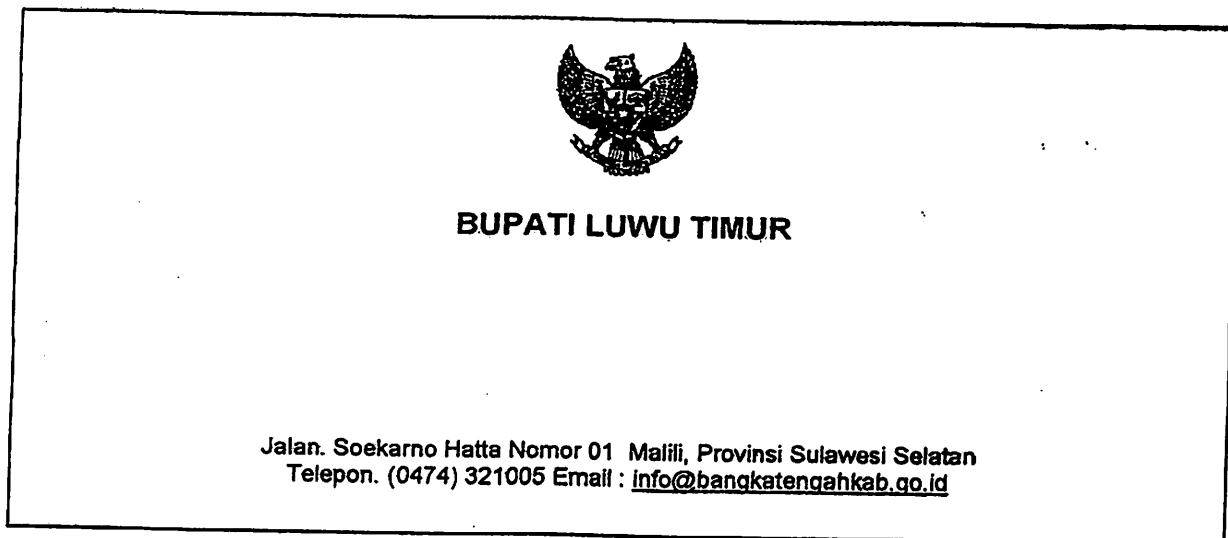 BUPATI LUWU TIMUR
Jalan. Soekarno Hatta Nomor 01 Malili, Provinsi Sulawesi Selatan
Telepon. (0474) 321005 Email : info@bangkatengahkab.go.id